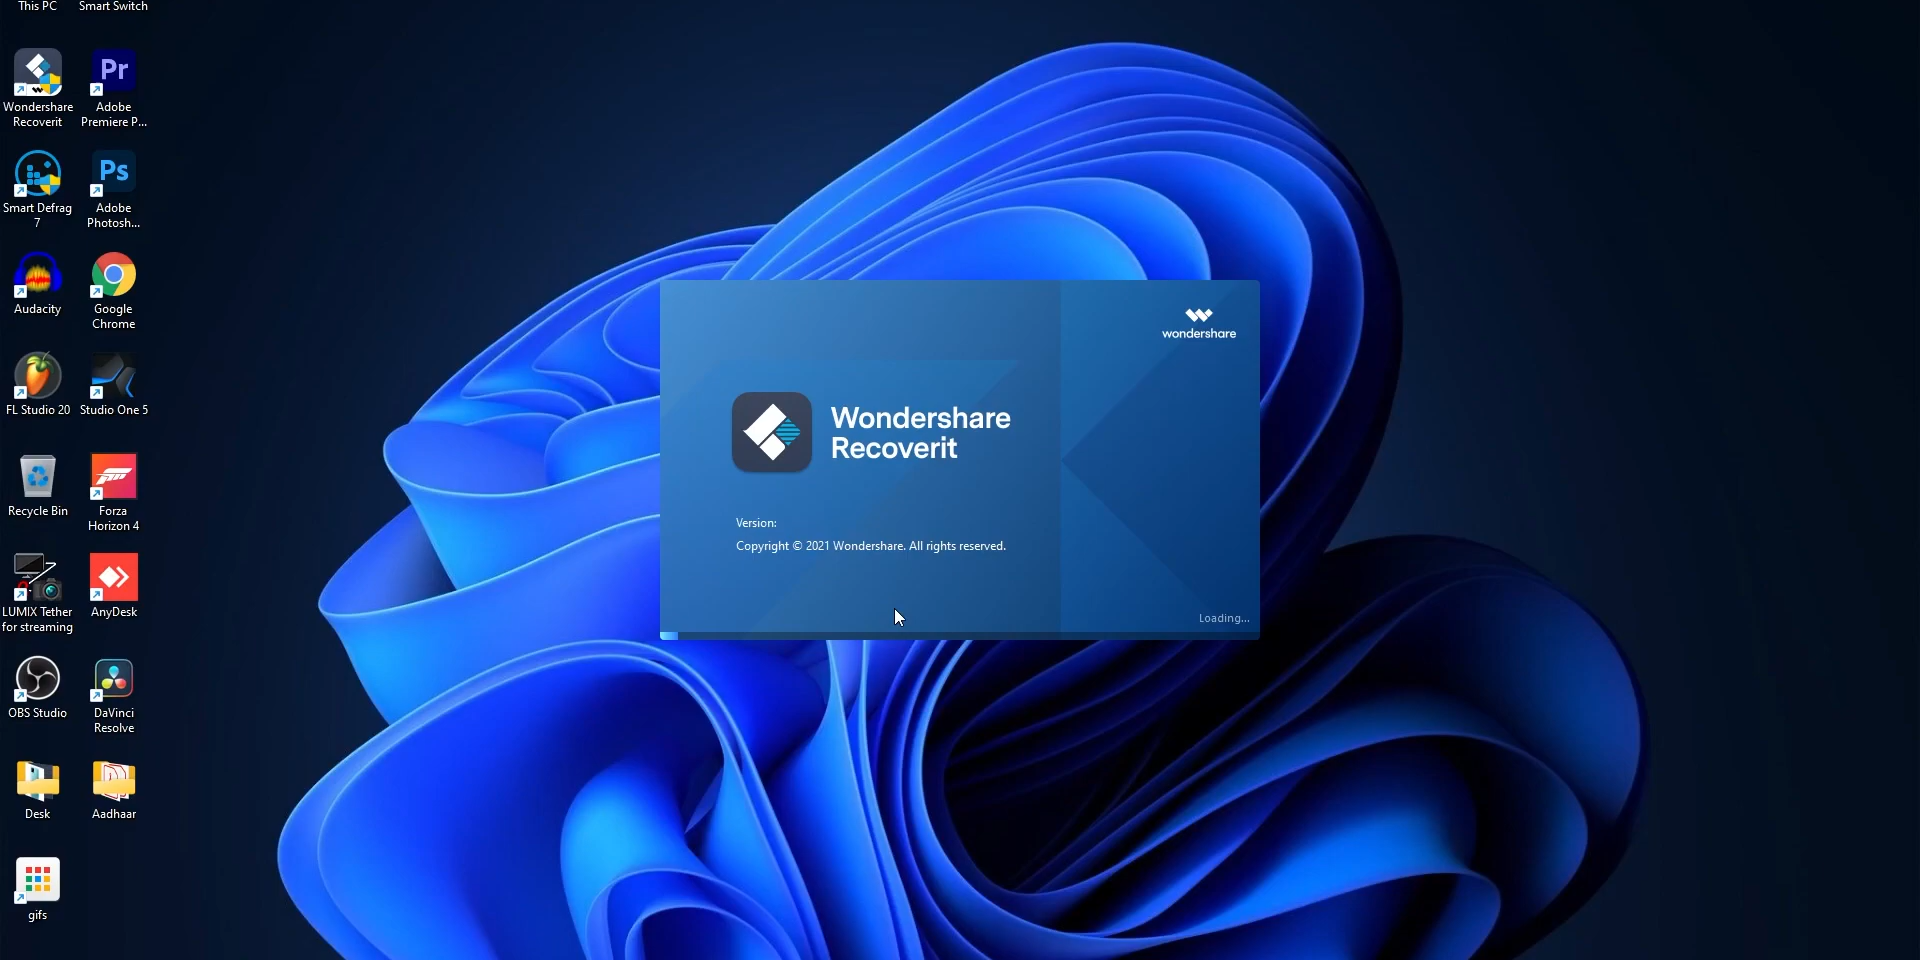 This PC
Smart Switch
Wondershare
Recoverit
Pr
Adobe
Premiere P...
Smart Defrag
7
Ps
Adobe
Photosh...
Audacity
Google
Chrome
FL Studio 20
Studio One 5
Recycle Bin
Forza
Horizon 4
LUMIX Tether
for streaming
AnyDesk
OBS Studio
DaVinci
Resolve
Desk
Aadhaar
gifs
wondershare
Wondershare
Recoverit
Version:
Copyright © 2021 Wondershare. All rights reserved.
Loading...